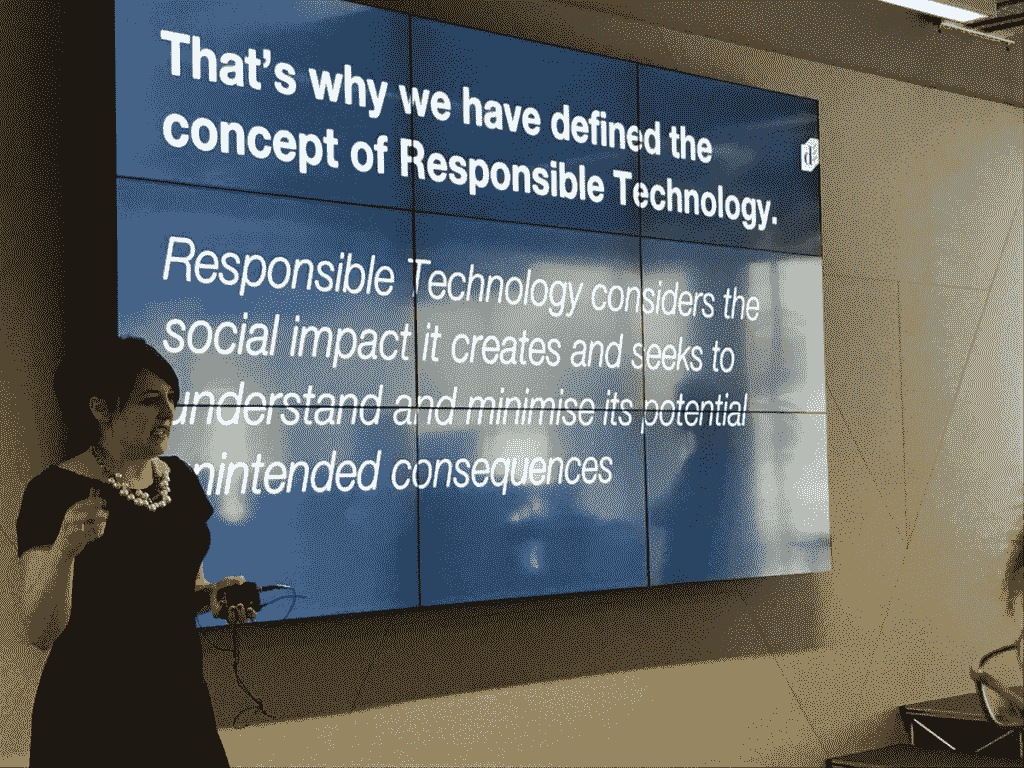 That's why we have defined the
concept of Responsible Technology.
d
Responsible Technology considers the
social impact it creates and seeks to
understand and minimise its potential
unintended consequences